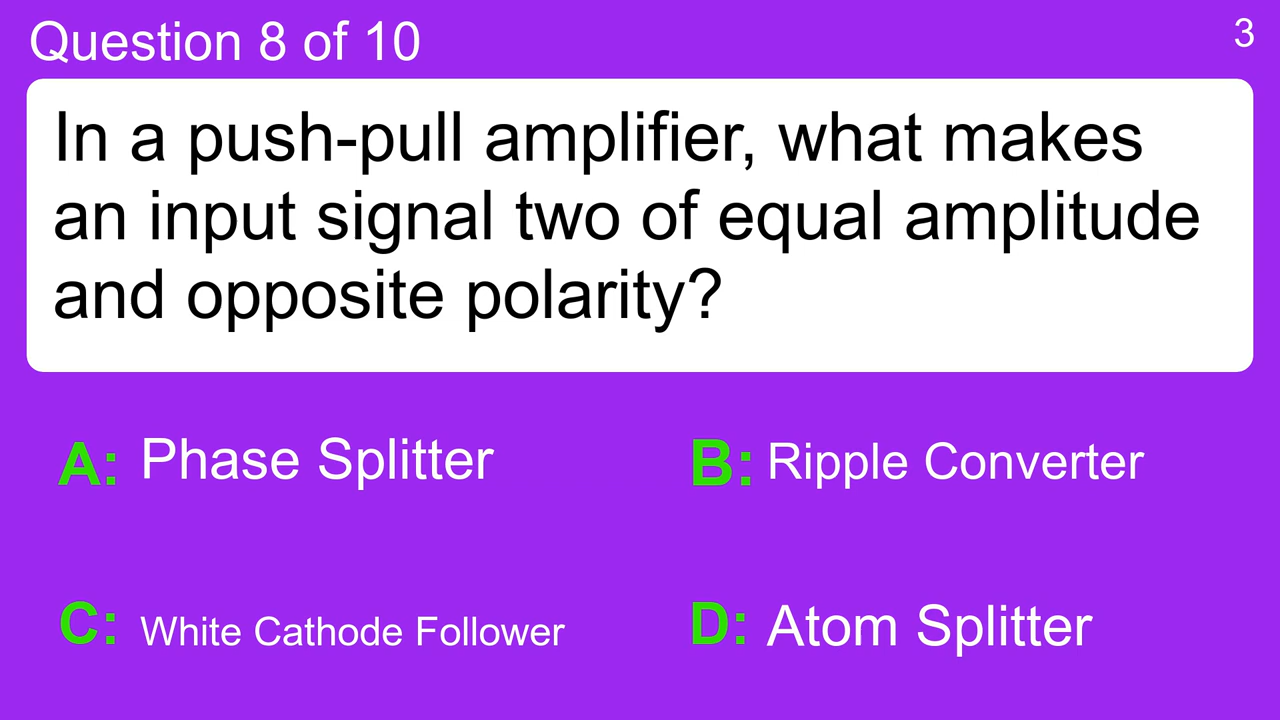 Question 8 of 10
3
In a push-pull amplifier, what makes
an input signal two of equal amplitude
and opposite polarity?
A: Phase Splitter
B: Ripple Converter
C: White Cathode Follower
D: Atom Splitter